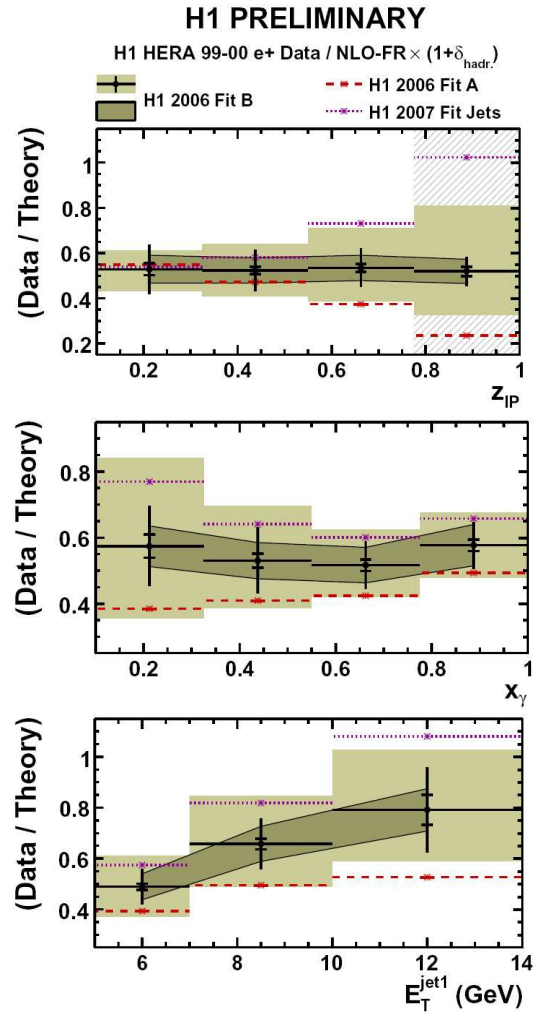 H1 PRELIMINARY
H1 HERA 99-00 e+ Data / NLO-FR × (1+δhadr.)
H1 2006 Fit B
H1 2006 Fit A
H1 2007 Fit Jets
(Data / Theory)
1
0.8
0.6
0.4
0.2
0.2 0.4 0.6 0.8 1
zIP
(Data / Theory)
0.8
0.6
0.4
0.2 0.4 0.6 0.8 1
xγ
(Data / Theory)
1
0.8
0.6
0.4
6 8 10 12 14
ETjet1 (GeV)